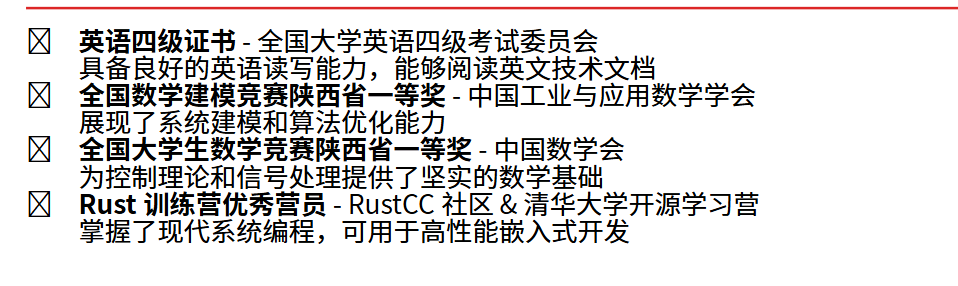 英语四级证书 - 全国大学英语四级考试委员会
具备良好的英语读写能力，能够阅读英文技术文档
全国数学建模竞赛陕西省一等奖 - 中国工业与应用数学学会
展现了系统建模和算法优化能力
全国大学生数学竞赛陕西省一等奖 - 中国数学会
为控制理论和信号处理提供了坚实的数学基础
Rust 训练营优秀营员 - RustCC 社区 & 清华大学开源学习营
掌握了现代系统编程，可用于高性能嵌入式开发